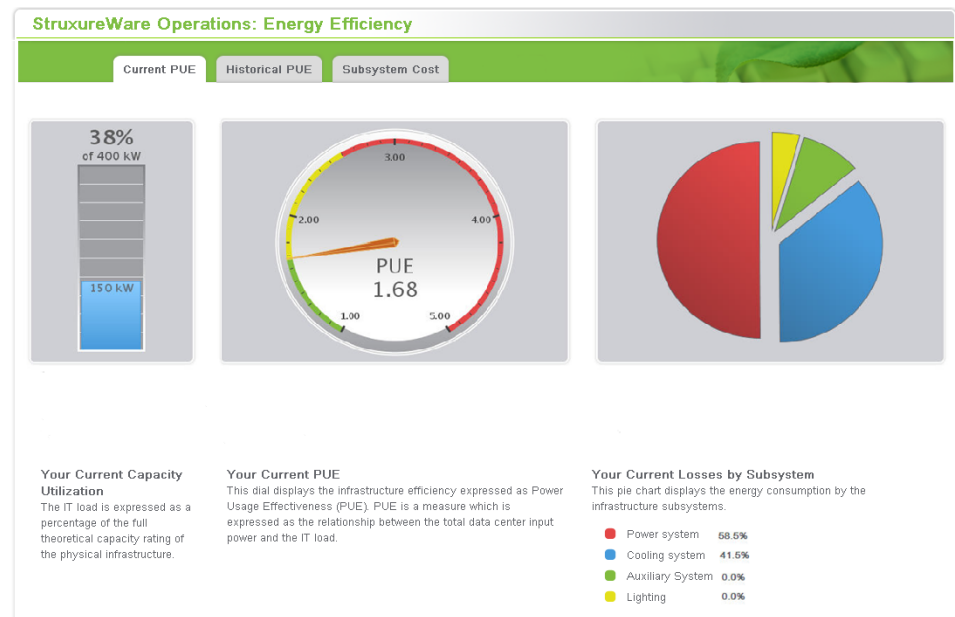 StruxureWare Operations: Energy Efficiency
Current PUE
Historical PUE
Subsystem Cost
38%
of 400 kW
150 kW
3.00
2.00
4.00
PUE
1.68
1.00
5.00
Your Current Capacity
Utilization
The IT load is expressed as a
percentage of the full
theoretical capacity rating of
the physical infrastructure.
Your Current PUE
This dial displays the infrastructure efficiency expressed as Power
Usage Effectiveness (PUE). PUE is a measure which is
expressed as the relationship between the total data center input
power and the IT load.
Your Current Losses by Subsystem
This pie chart displays the energy consumption by the
infrastructure subsystems.
Power system 58.5%
Cooling system 41.5%
Auxiliary System 0.0%
Lighting 0.0%